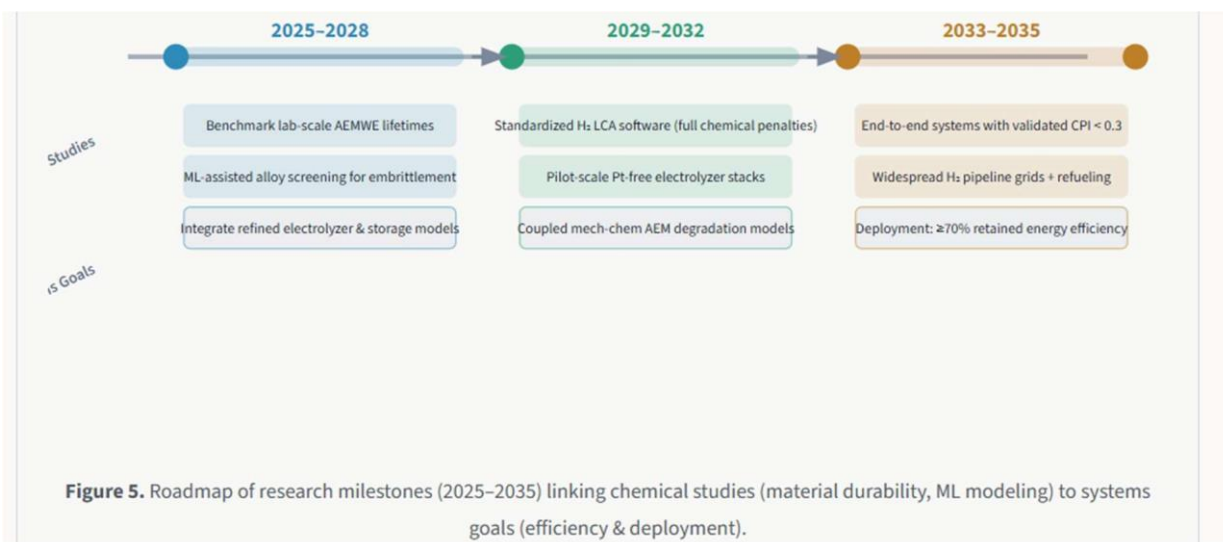 2025–2028
2029–2032
2033–2035
Benchmark lab-scale AEMWE lifetimes
Standardized H₂ LCA software (full chemical penalties)
End-to-end systems with validated CPI < 0.3
Studies
ML-assisted alloy screening for embrittlement
Pilot-scale Pt-free electrolyzer stacks
Widespread H₂ pipeline grids + refueling
Integrate refined electrolyzer & storage models
Coupled mech-chem AEM degradation models
Deployment: ≥70% retained energy efficiency
s Goals
Figure 5. Roadmap of research milestones (2025–2035) linking chemical studies (material durability, ML modeling) to systems
goals (efficiency & deployment).